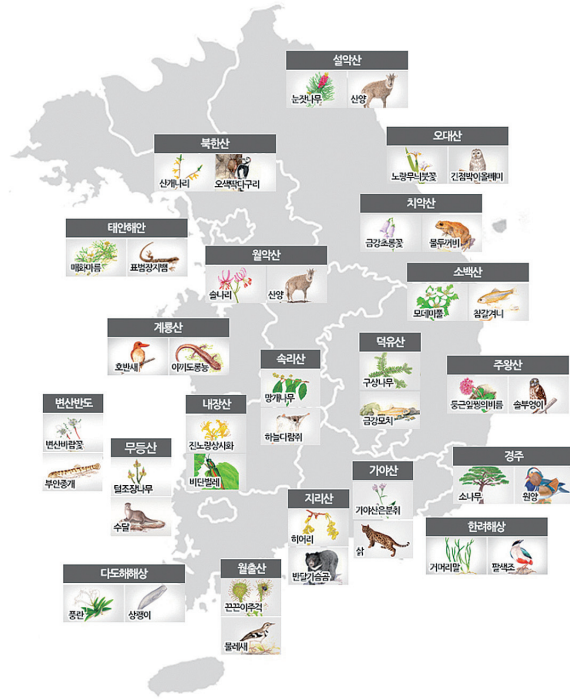 설악산
눈잣나무 산양
북한산
산개나리 오색딱다구리
오대산
노랑무늬붓꽃 긴점박이올빼미
치악산
금강초롱꽃 물두꺼비
태안해안
매화마름 표범장지뱀
월악산
솔나리 산양
소백산
모데미풀 참갈겨니
계룡산
호반새 이끼도롱뇽
속리산
망개나무
하늘다람쥐
덕유산
구상나무
금강모치
주왕산
둥근잎꿩의비름 솔부엉이
변산반도
변산바람꽃
부안종개
내장산
진노랑상사화
비단벌레
무등산
털조장나무
수달
경주
소나무 원앙
가야산
가야산은분취
삵
지리산
히어리
반달가슴곰
한려해상
거머리말 팔색조
다도해해상
풍란 상괭이
월출산
끈끈이주걱
물레새